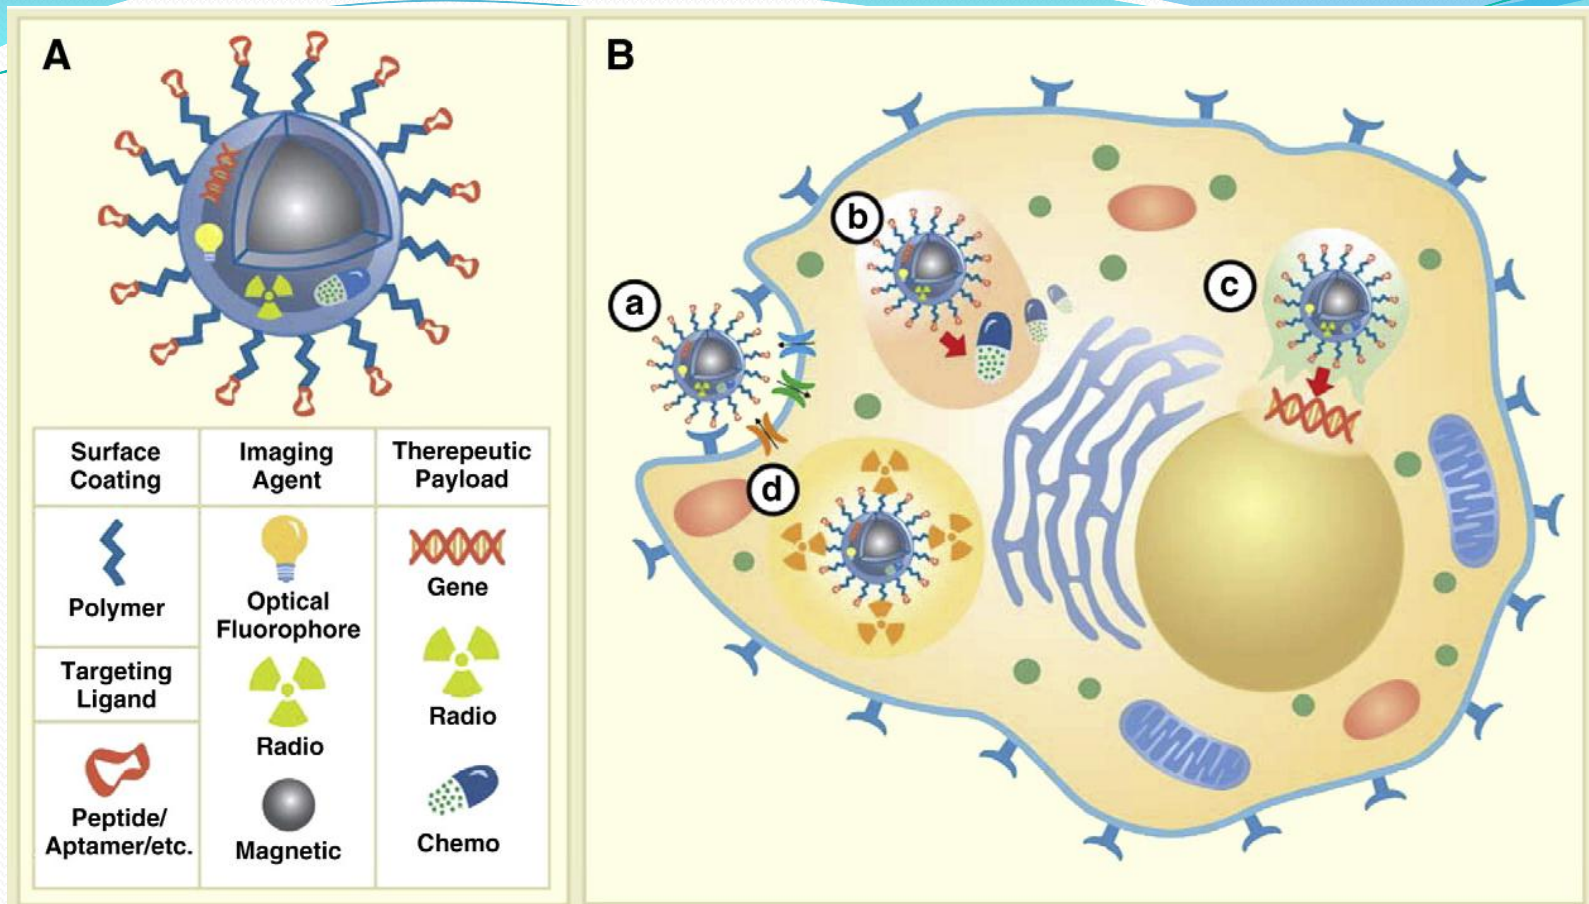 A
Surface
Coating
Imaging
Agent
Therepeutic
Payload
Polymer
Optical
Fluorophore
Gene
Targeting
Ligand
Radio
Radio
Peptide/
Aptamer/etc.
Magnetic
Chemo
B
a
b
c
d